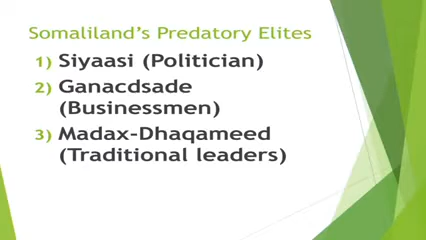 Somaliland's Predatory Elites
1) Siyaasi (Politician)
2) Ganacdsade
(Businessmen)
3) Madax-Dhaqameed
(Traditional leaders)